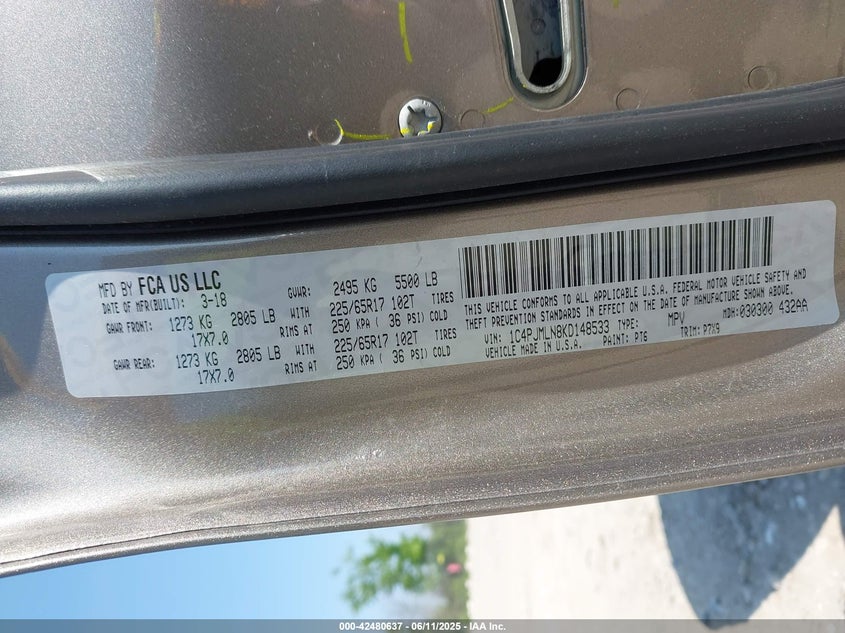 MFD BY FCA US LLC
DATE OF MFR(BUILT): 3-18 GVWR: 2495 KG 5500 LB
GAWR FRONT: 1273 KG 2805 LB WITH 225/65R17 102T TIRES
17X7.0 RIMS AT 250 KPA ( 36 PSI) COLD
GAWR REAR: 1273 KG 2805 LB WITH 225/65R17 102T TIRES
17X7.0 RIMS AT 250 KPA ( 36 PSI) COLD
THIS VEHICLE CONFORMS TO ALL APPLICABLE U.S.A. FEDERAL MOTOR VEHICLE SAFETY AND
THEFT PREVENTION STANDARDS IN EFFECT ON THE DATE OF MANUFACTURE SHOWN ABOVE.
VIN: 1C4PJMLN8KD148533 TYPE: MPV MDH: 030300 432AA
VEHICLE MADE IN U.S.A. PAINT: PTG TRIM: P7X9
000-42480637 - 06/11/2025 - IAA Inc.